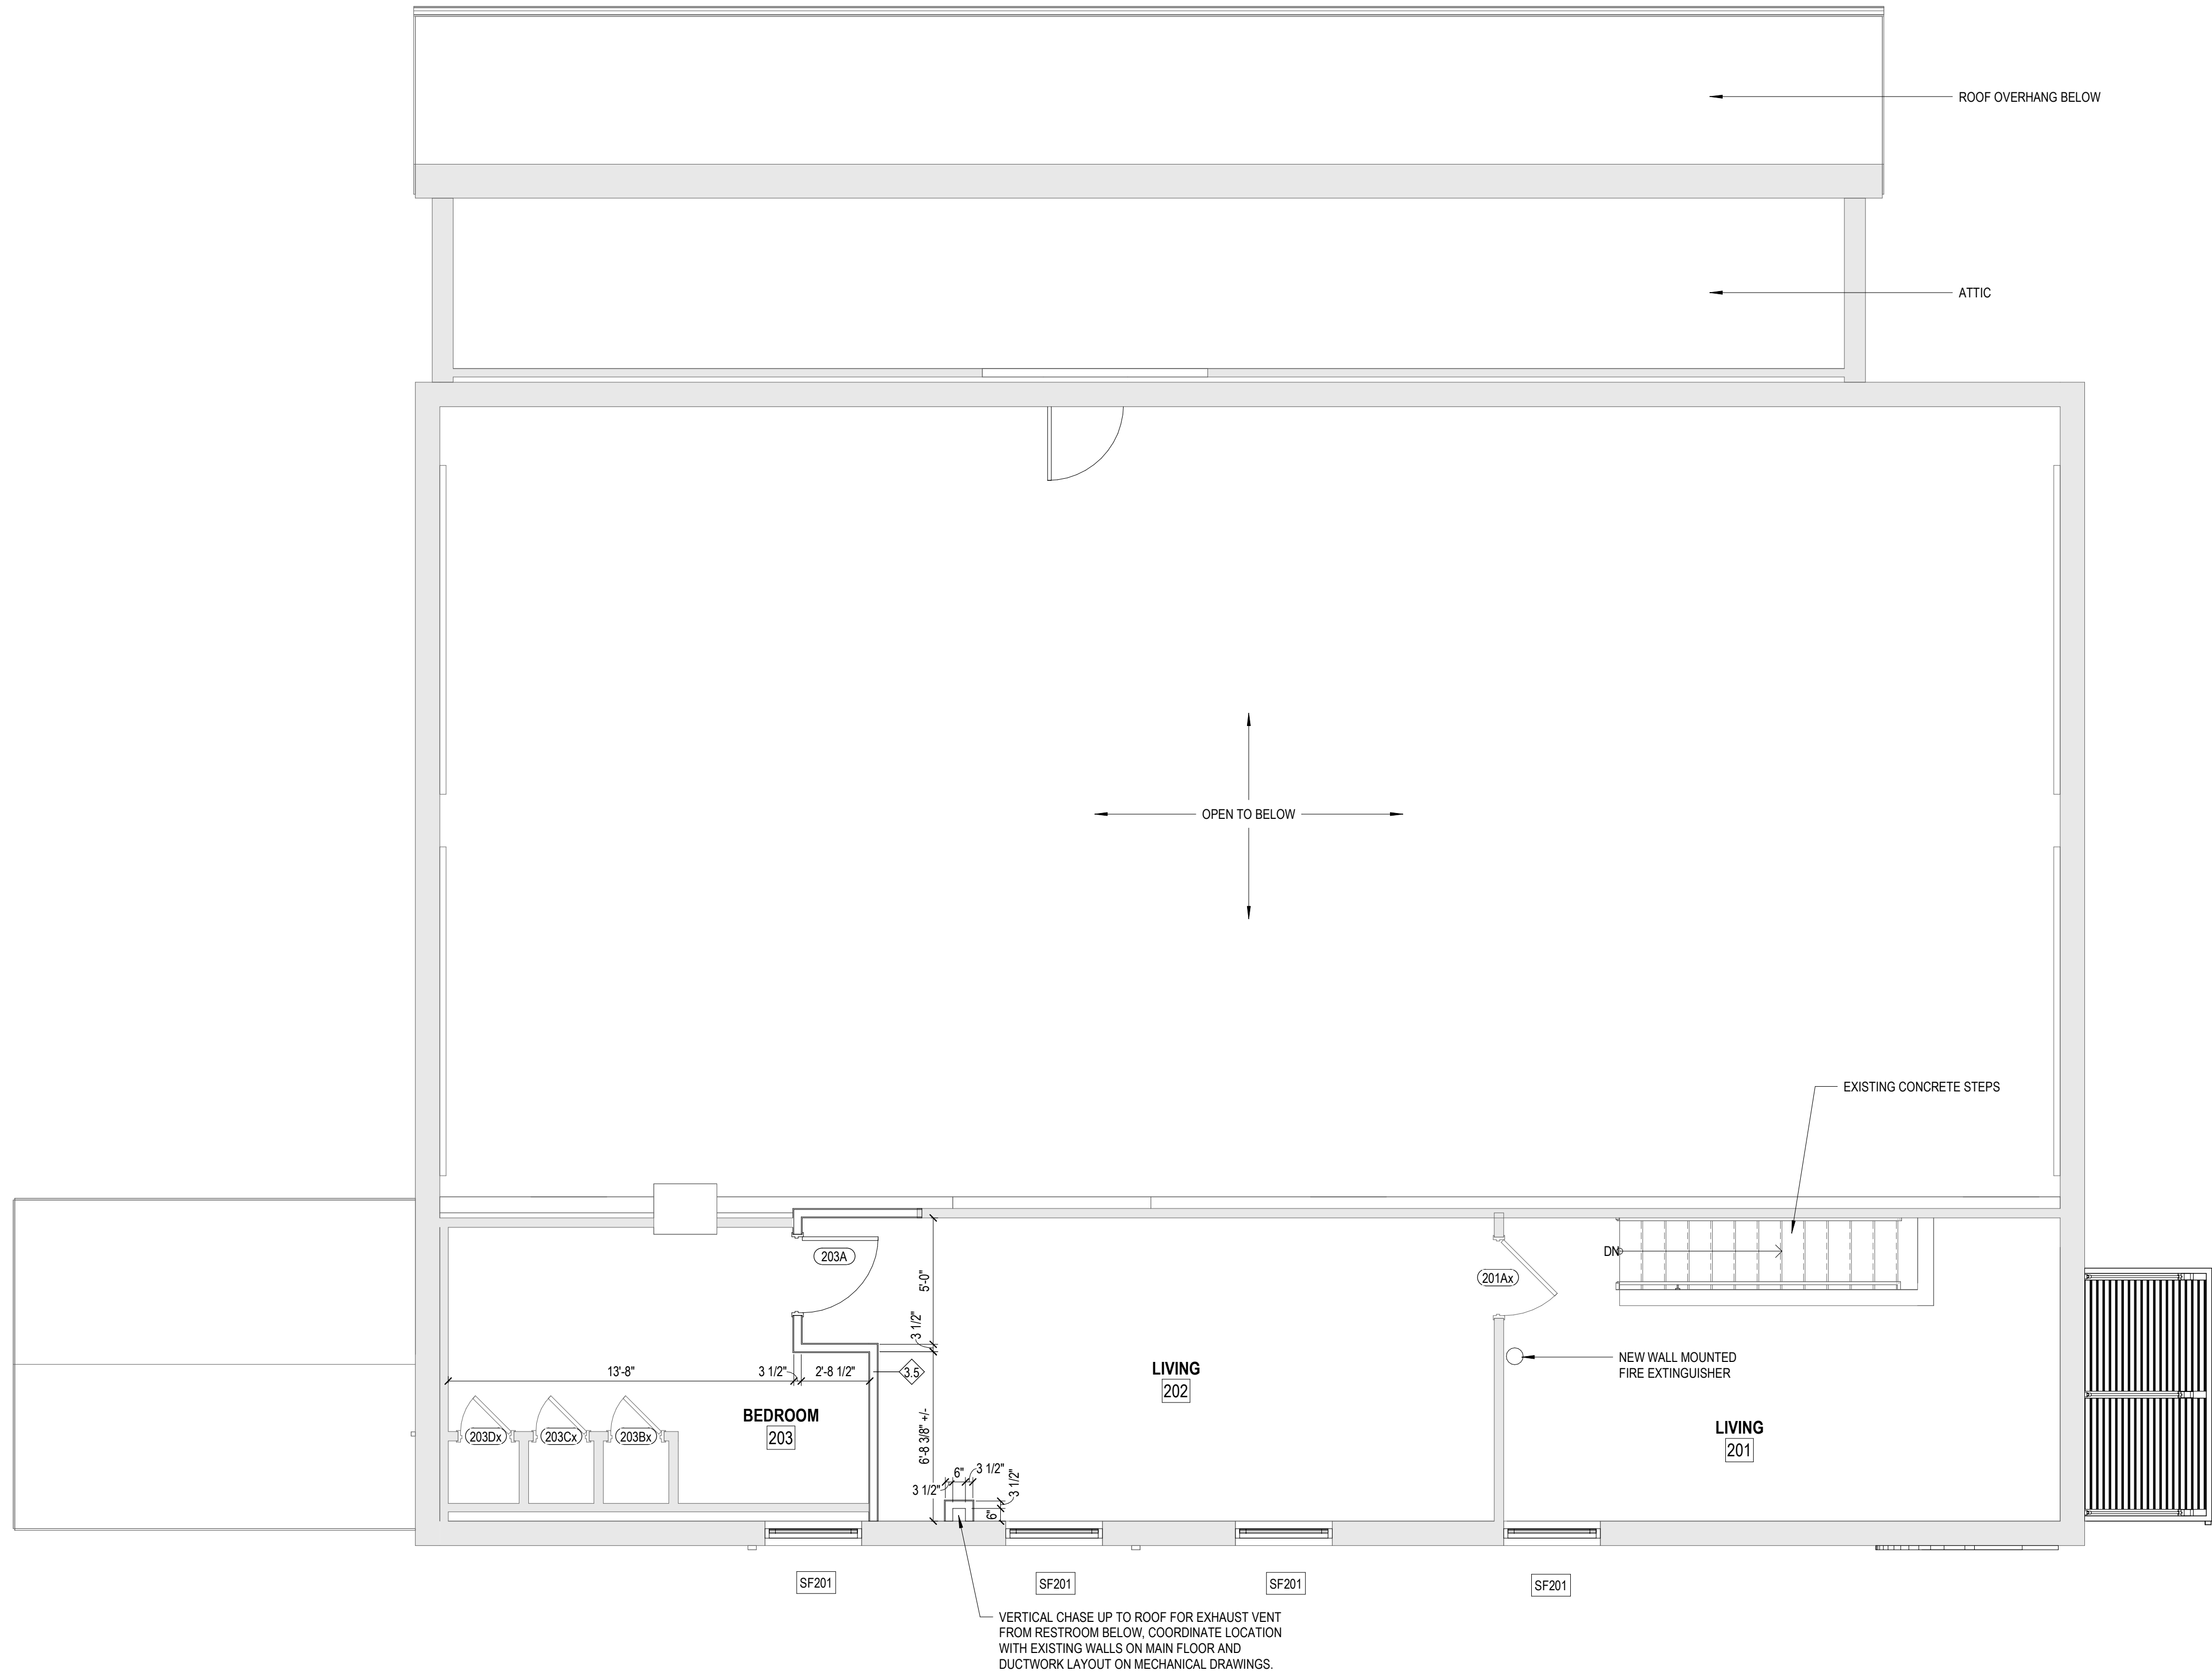 ROOF OVERHANG BELOW
ATTIC
OPEN TO BELOW
EXISTING CONCRETE STEPS
DN
203A
201Ax
5'-0"
3 1/2"
NEW WALL MOUNTED
FIRE EXTINGUISHER
13'-8"
3 1/2"
2'-8 1/2"
3.5
LIVING
202
BEDROOM
203
6'-8 3/8" +/-
LIVING
201
203Dx
203Cx
203Bx
6"
3 1/2"
3 1/2"
3 1/2"
6"
SF201
SF201
SF201
SF201
VERTICAL CHASE UP TO ROOF FOR EXHAUST VENT
FROM RESTROOM BELOW, COORDINATE LOCATION
WITH EXISTING WALLS ON MAIN FLOOR AND
DUCTWORK LAYOUT ON MECHANICAL DRAWINGS.